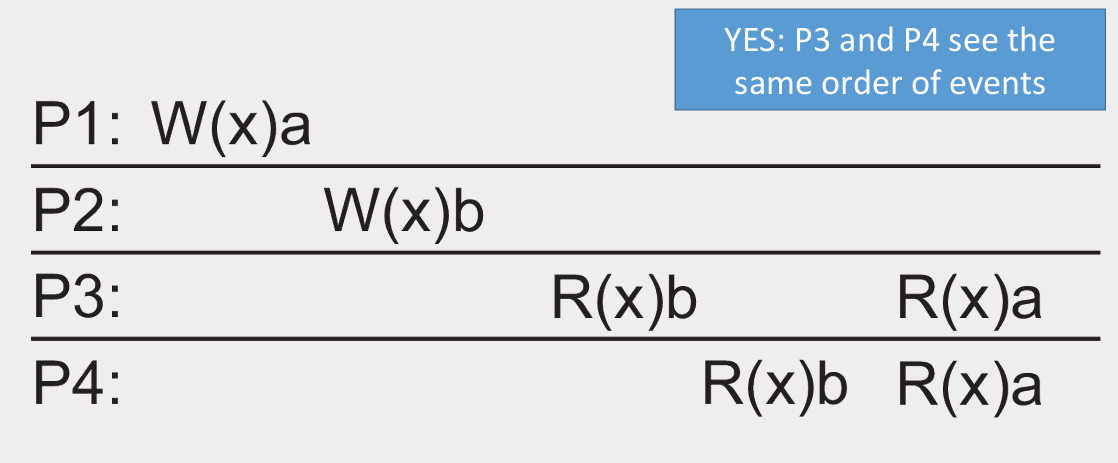 YES: P3 and P4 see the
same order of events
P1: W(x)a
P2: W(x)b
P3: R(x)b R(x)a
P4: R(x)b R(x)a